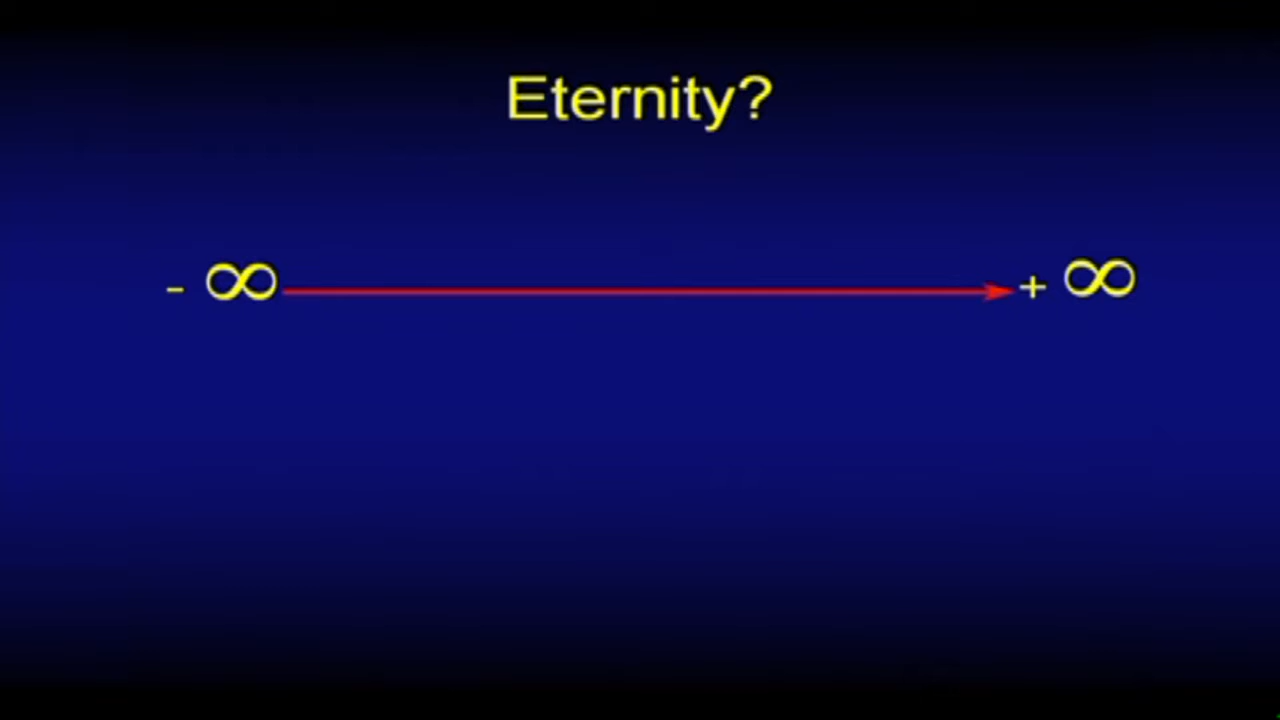 Eternity?
- ∞ + ∞